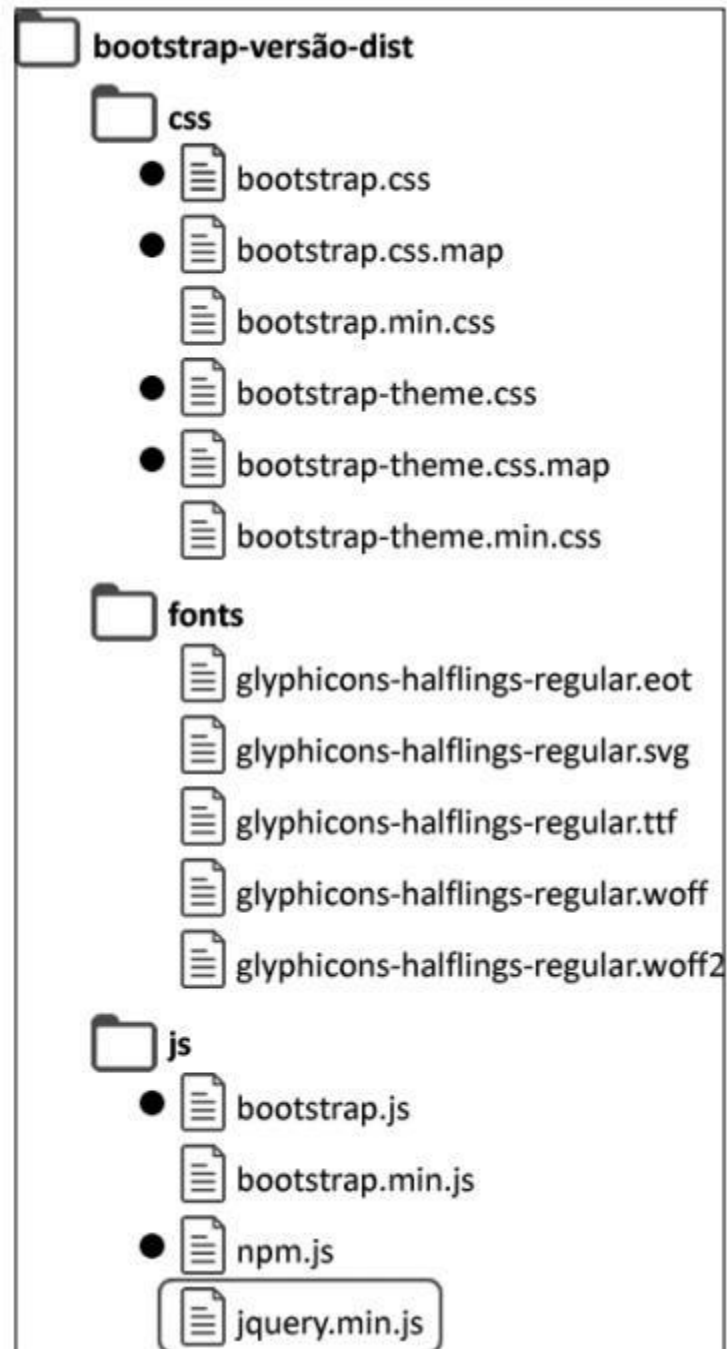 bootstrap-versão-dist
css
bootstrap.css
bootstrap.css.map
bootstrap.min.css
bootstrap-theme.css
bootstrap-theme.css.map
bootstrap-theme.min.css
fonts
glyphicons-halflings-regular.eot
glyphicons-halflings-regular.svg
glyphicons-halflings-regular.ttf
glyphicons-halflings-regular.woff
glyphicons-halflings-regular.woff2
js
bootstrap.js
bootstrap.min.js
npm.js
jquery.min.js